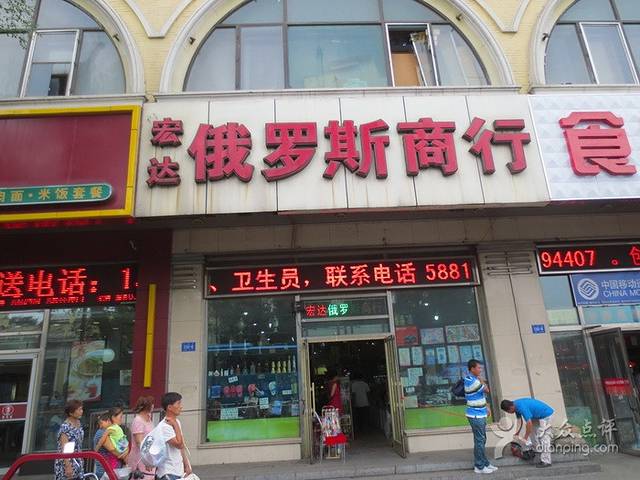 宏达
俄罗斯商行
食
肉面·米饭套餐
送电话:1
、卫生员,联系电话 5881
94407。包
宏达俄罗
中国移动
CHINA MO
大众点评
dianping.com